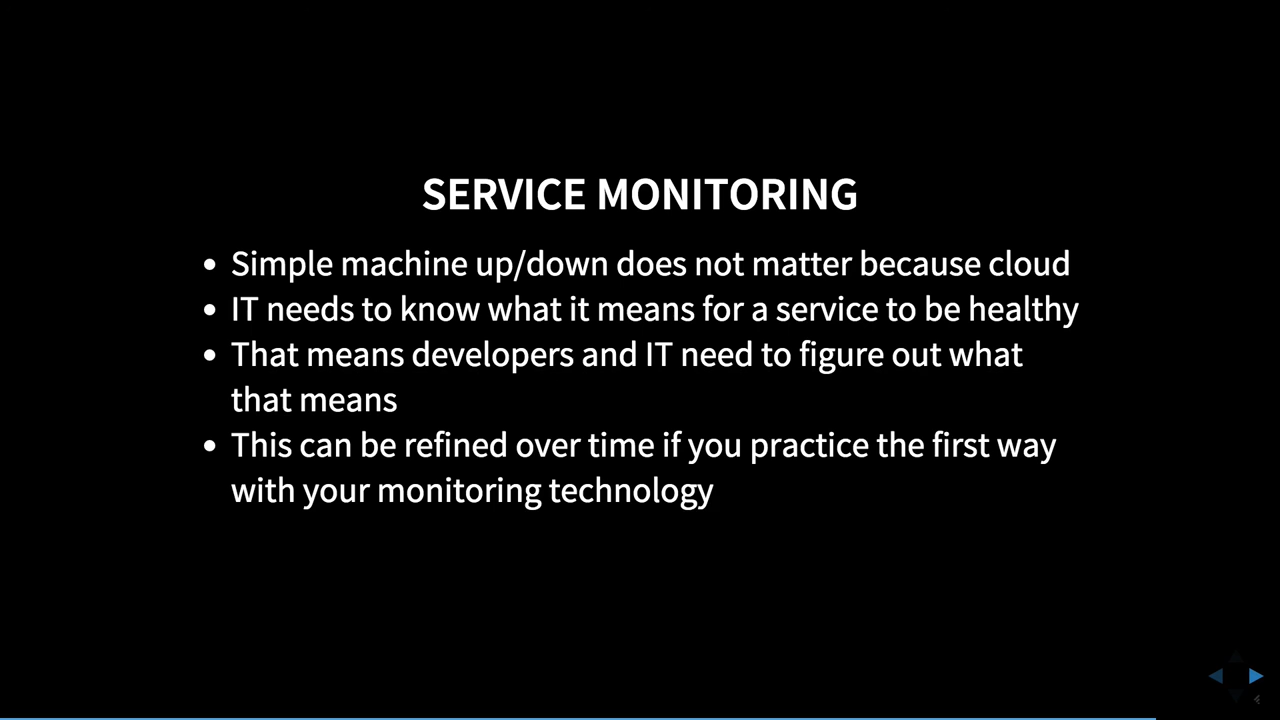 SERVICE MONITORING
• Simple machine up/down does not matter because cloud
• IT needs to know what it means for a service to be healthy
• That means developers and IT need to figure out what
that means
• This can be refined over time if you practice the first way
with your monitoring technology